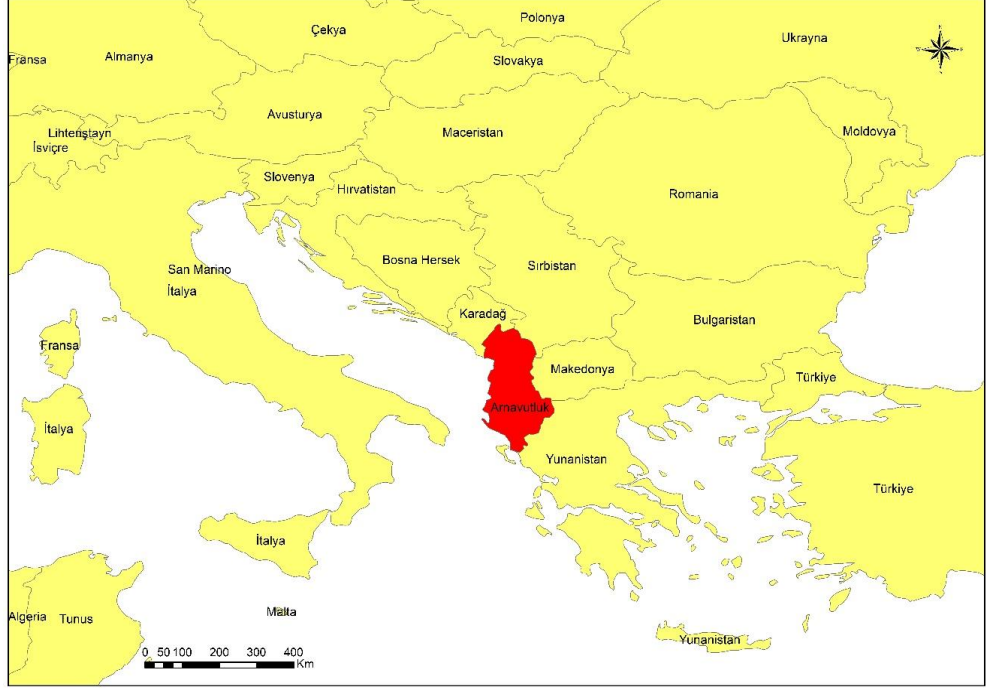 Polonya
Çekya
Ukrayna
Fransa
Almanya
Slovakya
Avusturya
Lihtenştayn
Maceristan
Moldovya
İsviçre
Slovenya
Hırvatistan
Romania
Bosna Hersek
Sırbistan
San Marino
İtalya
Karadağ
Bulgaristan
Fransa
Makedonya
Türkiye
Arnavutluk
İtalya
Yunanistan
Türkiye
İtalya
Malta
Algeria
Tunus
Yunanistan
0 50 100 200 300 400
Km